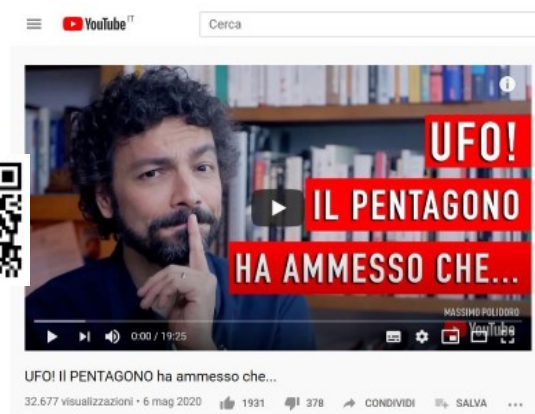 YouTube IT
Cerca
UFO!
IL PENTAGONO
HA AMMESSO CHE...
MASSIMO POLIDORO
YouTube
0:00 / 19:25
UFO! Il PENTAGONO ha ammesso che...
32.677 visualizzazioni • 6 mag 2020 1931 378 CONDIVIDI SALVA